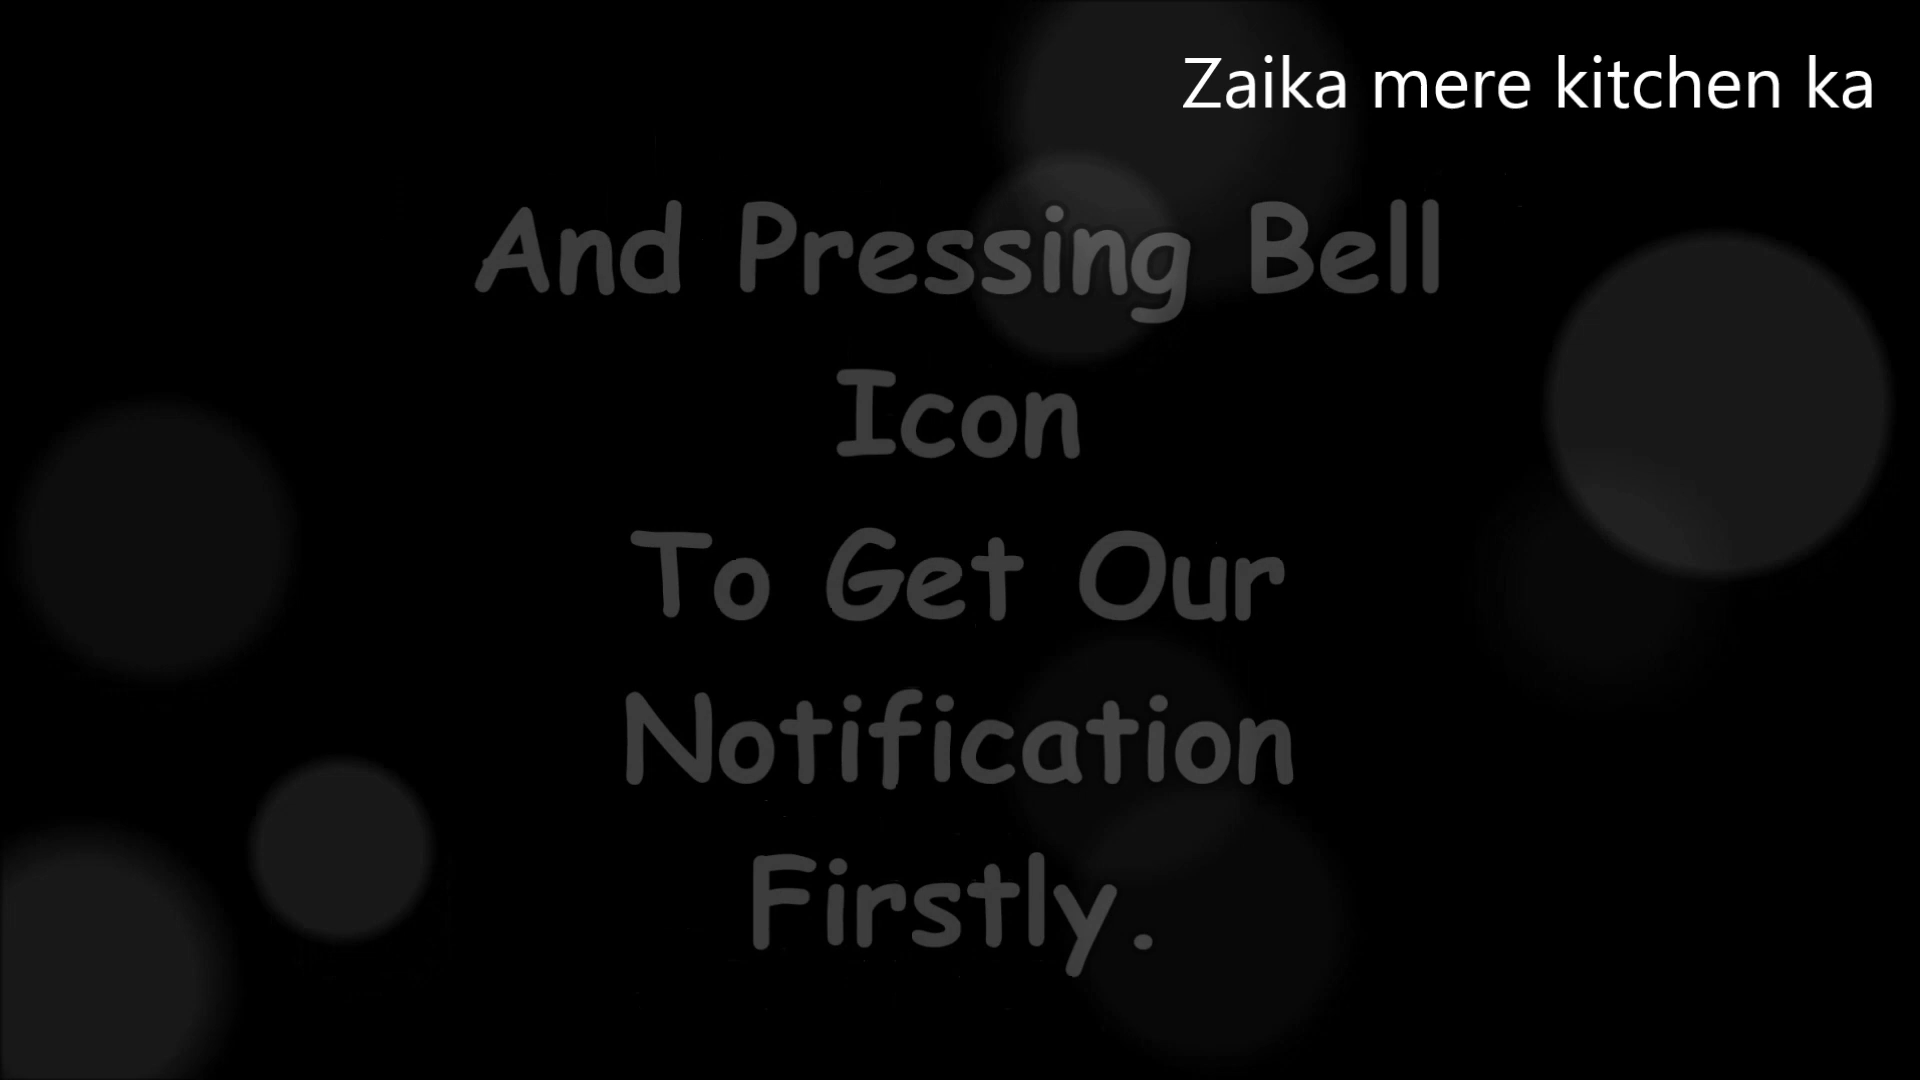 Zaika mere kitchen ka
And Pressing Bell
Icon
To Get Our
Notification
Firstly.